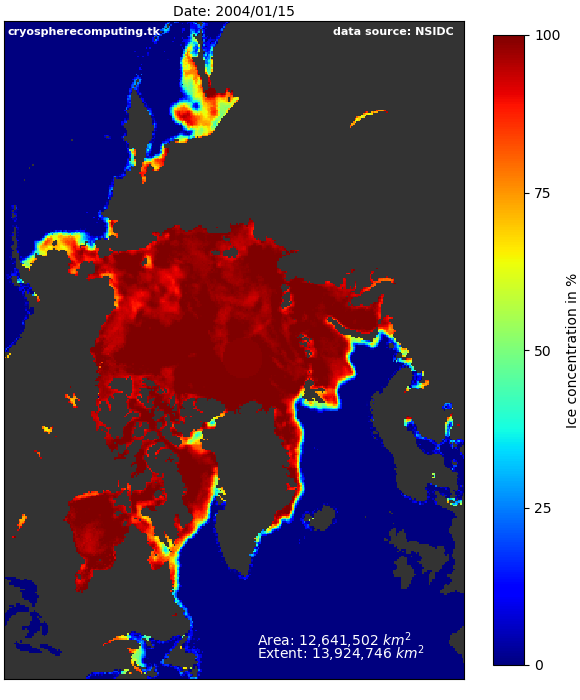 Date: 2004/01/15
cryospherecomputing.tk
data source: NSIDC
100
75
50
25
0
Ice concentration in %
Area: 12,641,502 km²
Extent: 13,924,746 km²